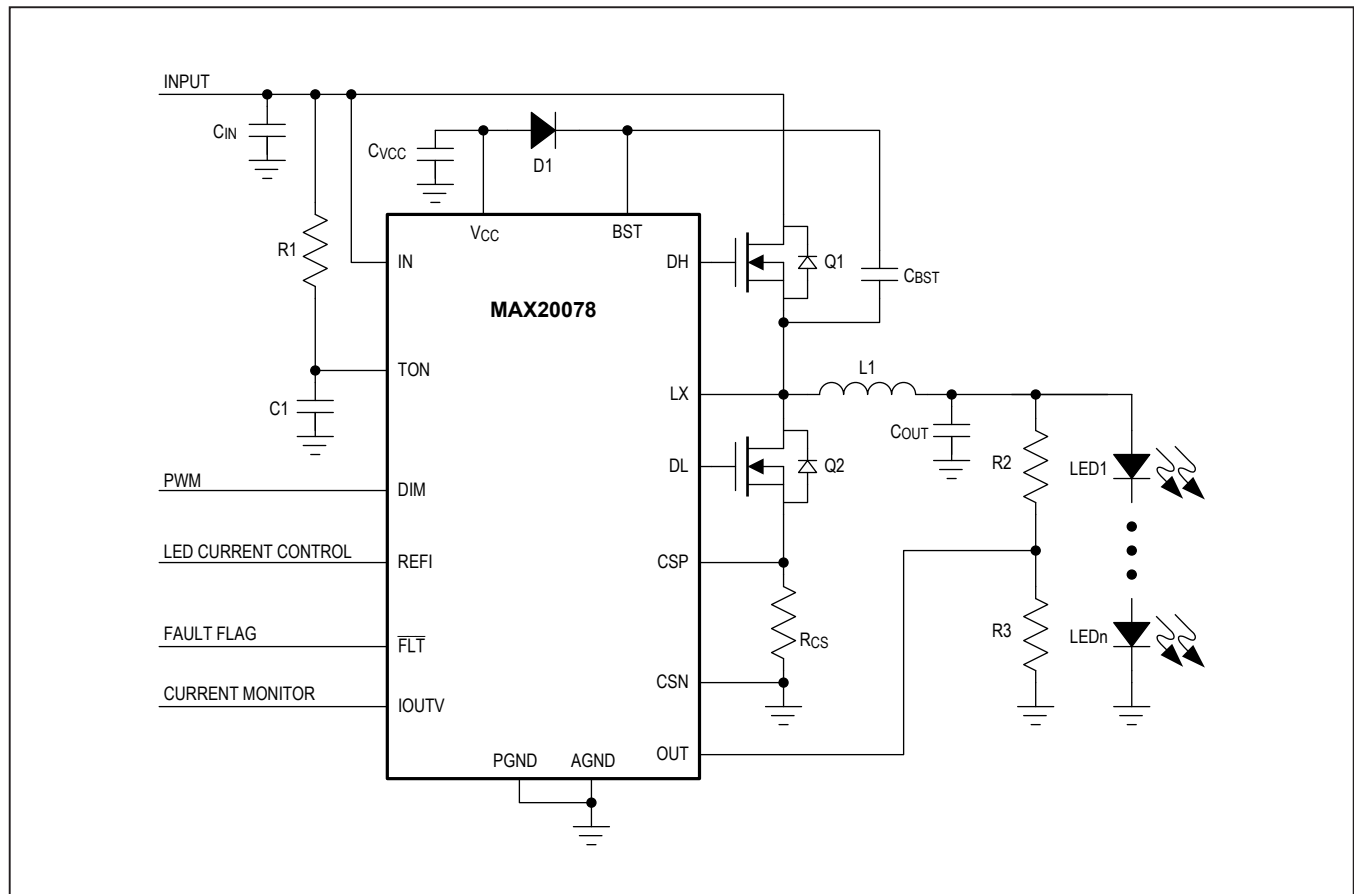 INPUT
CIN
CVCC
D1
R1
VCC
BST
IN
DH
Q1
CBST
MAX20078
TON
C1
LX
L1
COUT
DL
Q2
R2
LED1
PWM
DIM
LED CURRENT CONTROL
REFI
CSP
RCS
R3
LEDn
FAULT FLAG
FLT
CSN
CURRENT MONITOR
IOUTV
OUT
PGND
AGND